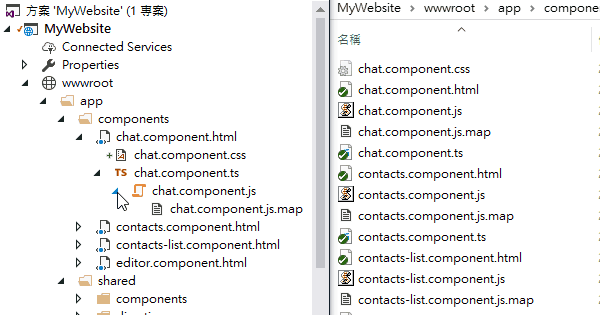 方案 'MyWebsite' (1 專案)
MyWebsite
Connected Services
Properties
wwwroot
app
components
chat.component.html
chat.component.css
TS chat.component.ts
chat.component.js
chat.component.js.map
contacts.component.html
contacts-list.component.html
editor.component.html
shared
components
MyWebsite › wwwroot › app › compone
名稱
chat.component.css
chat.component.html
chat.component.js
chat.component.js.map
chat.component.ts
contacts.component.html
contacts.component.js
contacts.component.js.map
contacts.component.ts
contacts-list.component.html
contacts-list.component.js
contacts-list.component.js.map